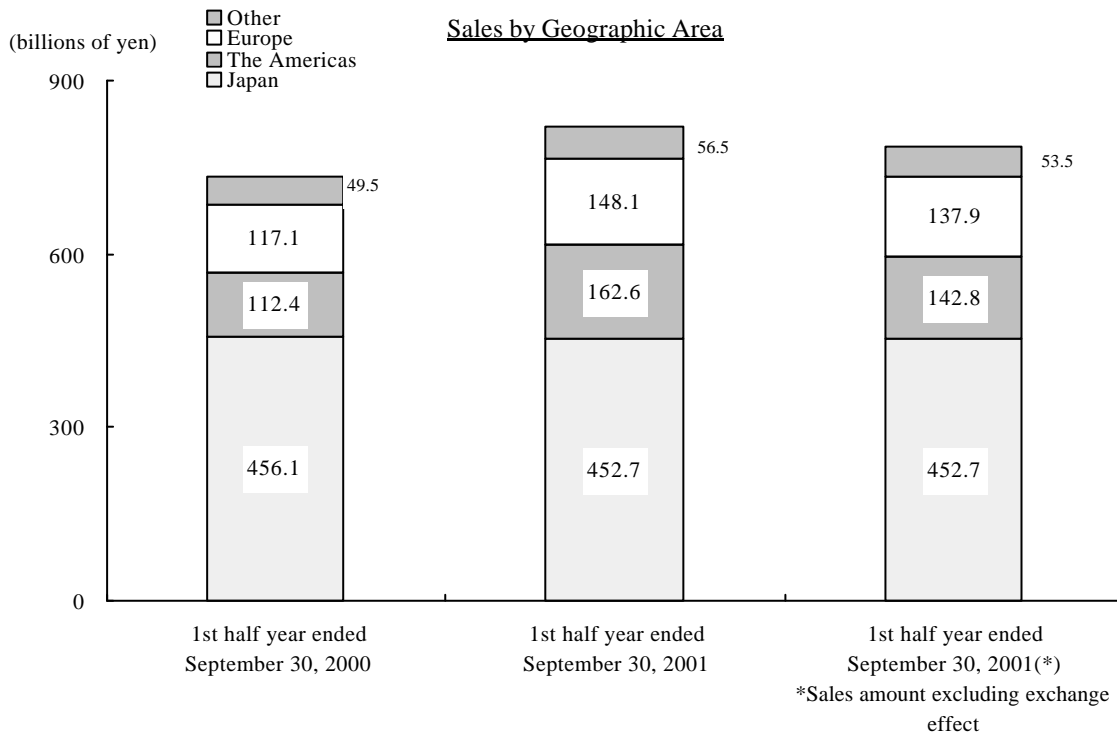 Sales by Geographic Area
(billions of yen)
Other
Europe
The Americas
Japan
900
600
300
0
49.5
117.1
112.4
456.1
56.5
148.1
162.6
452.7
53.5
137.9
142.8
452.7
1st half year ended
September 30, 2000
1st half year ended
September 30, 2001
1st half year ended
September 30, 2001(*)
*Sales amount excluding exchange
effect